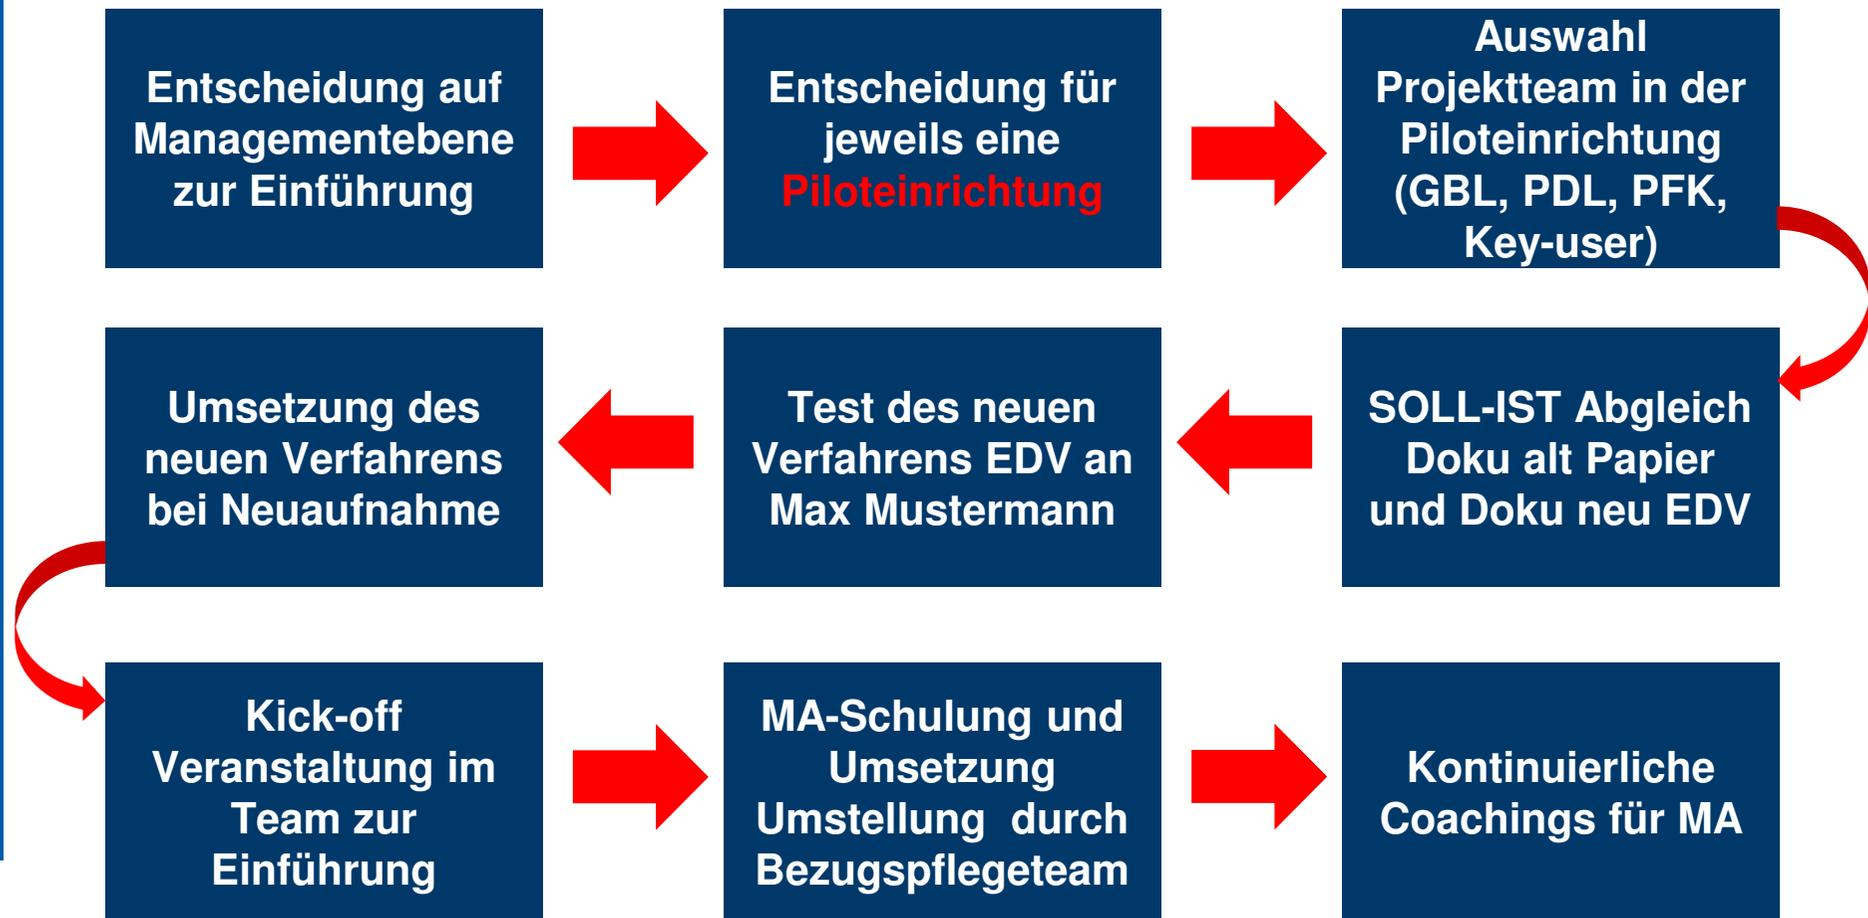 Entscheidung auf
Managementebene
zur Einführung
Entscheidung für
jeweils eine
Piloteinrichtung
Auswahl
Projektteam in der
Piloteinrichtung
(GBL, PDL, PFK,
Key-user)
SOLL-IST Abgleich
Doku alt Papier
und Doku neu EDV
Test des neuen
Verfahrens EDV an
Max Mustermann
Umsetzung des
neuen Verfahrens
bei Neuaufnahme
Kick-off
Veranstaltung im
Team zur
Einführung
MA-Schulung und
Umsetzung
Umstellung  durch
Bezugspflegeteam
Kontinuierliche
Coachings für MA